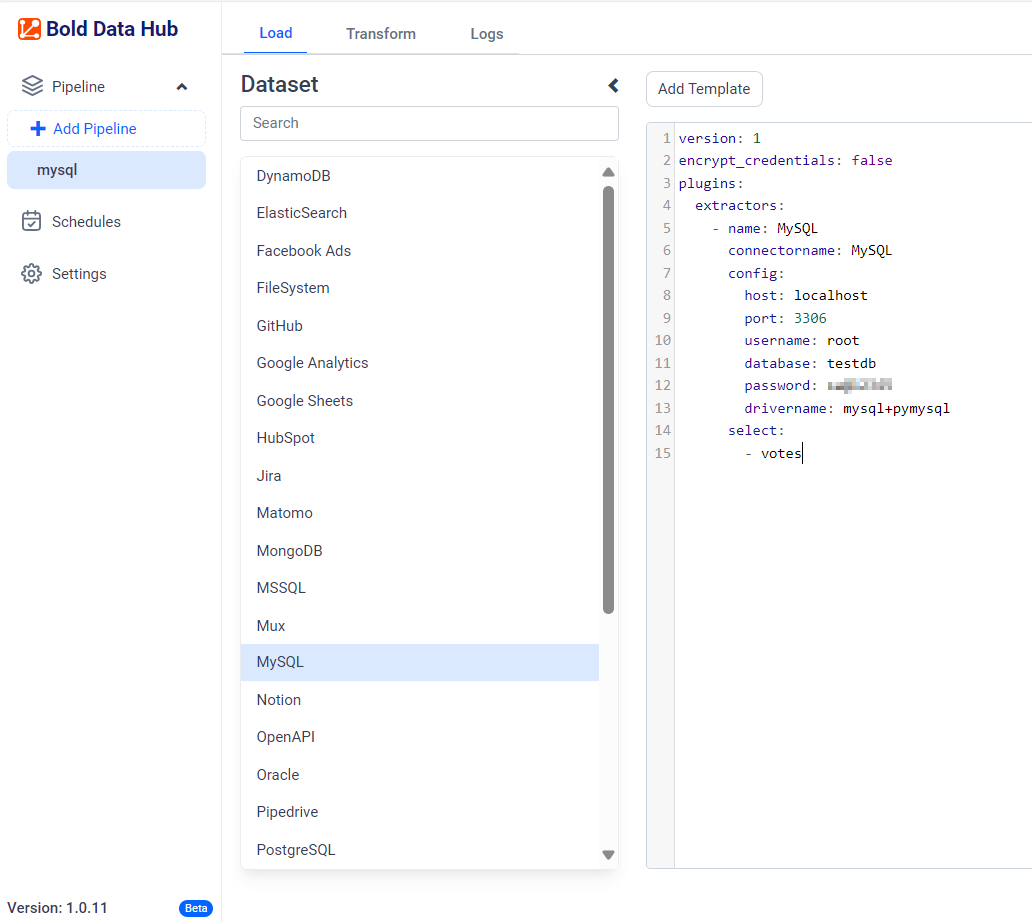 Bold Data Hub
Pipeline
Add Pipeline
mysql
Schedules
Settings
Version: 1.0.11
Beta
Load
Transform
Logs
Dataset
Search
DynamoDB
ElasticSearch
Facebook Ads
FileSystem
GitHub
Google Analytics
Google Sheets
HubSpot
Jira
Matomo
MongoDB
MSSQL
Mux
MySQL
Notion
OpenAPI
Oracle
Pipedrive
PostgreSQL
Add Template
1 version: 1
2 encrypt_credentials: false
3 plugins:
4 extractors:
5 - name: MySQL
6 connectorname: MySQL
7 config:
8 host: localhost
9 port: 3306
10 username: root
11 database: testdb
12 password:
13 drivername: mysql+pymysql
14 select:
15 - votes